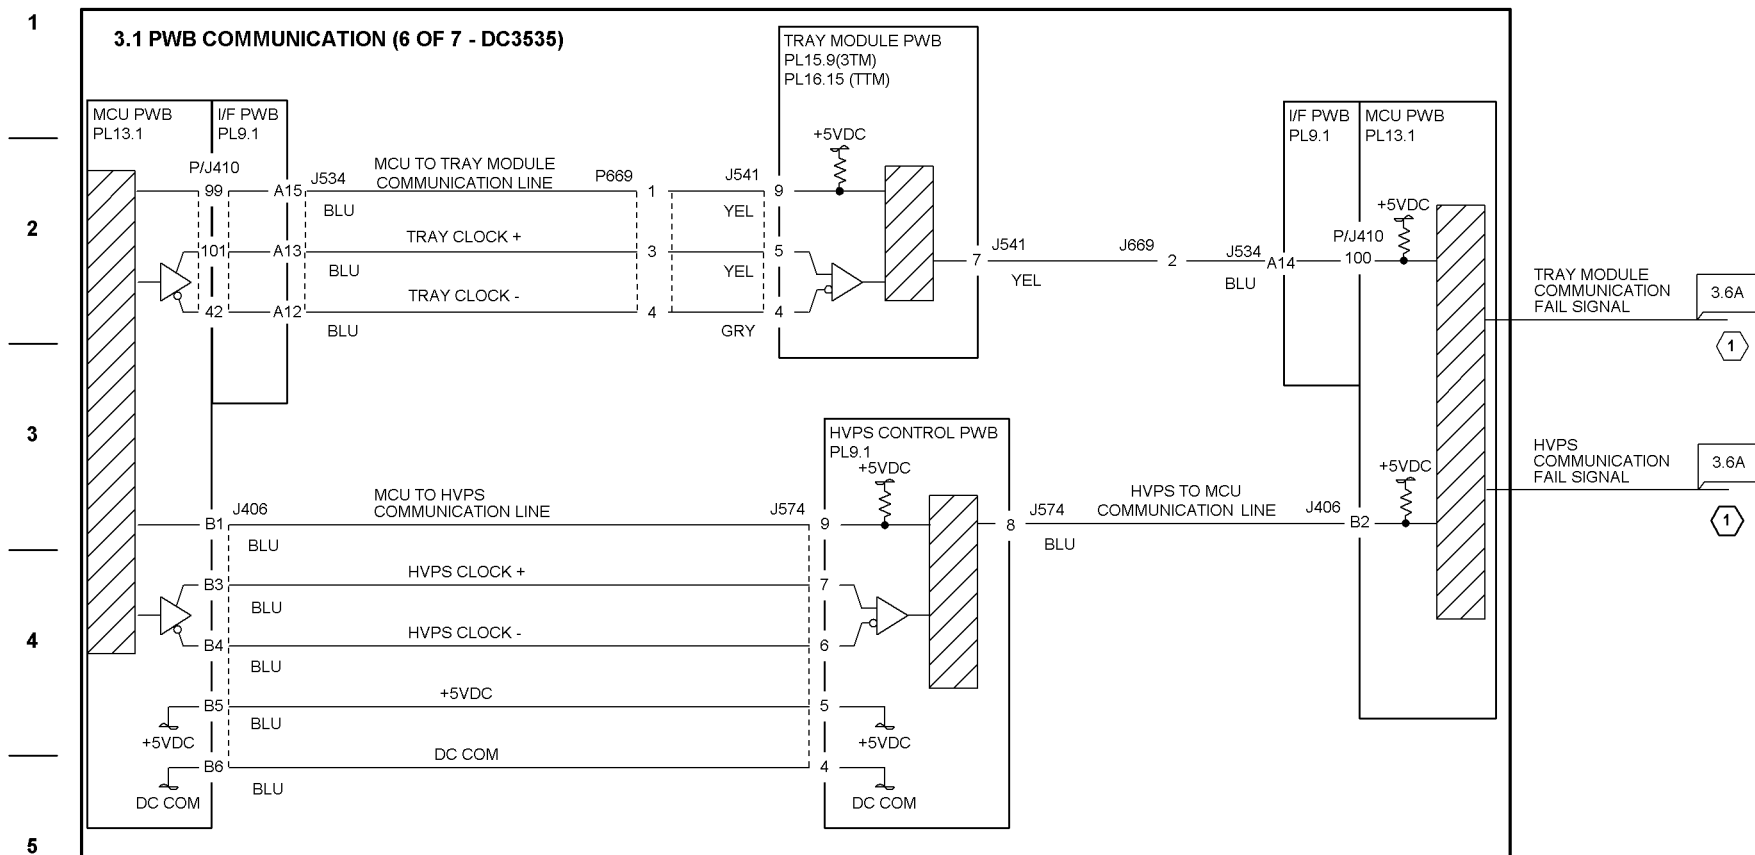 1
3.1 PWB COMMUNICATION (6 OF 7 - DC3535)
TRAY MODULE PWB
PL15.9(3TM)
PL16.15 (TTM)
MCU PWB
PL13.1
I/F PWB
PL9.1
I/F PWB
PL9.1
MCU PWB
PL13.1
+5VDC
P/J410
MCU TO TRAY MODULE
COMMUNICATION LINE
99
A15
J534
P669
1
J541
9
BLU
YEL
2
+5VDC
TRAY CLOCK +
101
A13
3
5
BLU
YEL
7
J541
J669
2
J534
A14
P/J410
100
YEL
BLU
TRAY CLOCK -
42
A12
4
4
BLU
GRY
TRAY MODULE
COMMUNICATION
FAIL SIGNAL
3.6A
1
3
HVPS CONTROL PWB
PL9.1
+5VDC
+5VDC
HVPS
COMMUNICATION
FAIL SIGNAL
3.6A
1
MCU TO HVPS
COMMUNICATION LINE
B1
J406
J574
9
BLU
8
J574
HVPS TO MCU
COMMUNICATION LINE
J406
B2
BLU
HVPS CLOCK +
B3
7
BLU
4
HVPS CLOCK -
B4
6
BLU
+5VDC
B5
5
BLU
+5VDC
+5VDC
DC COM
B6
4
BLU
DC COM
DC COM
5